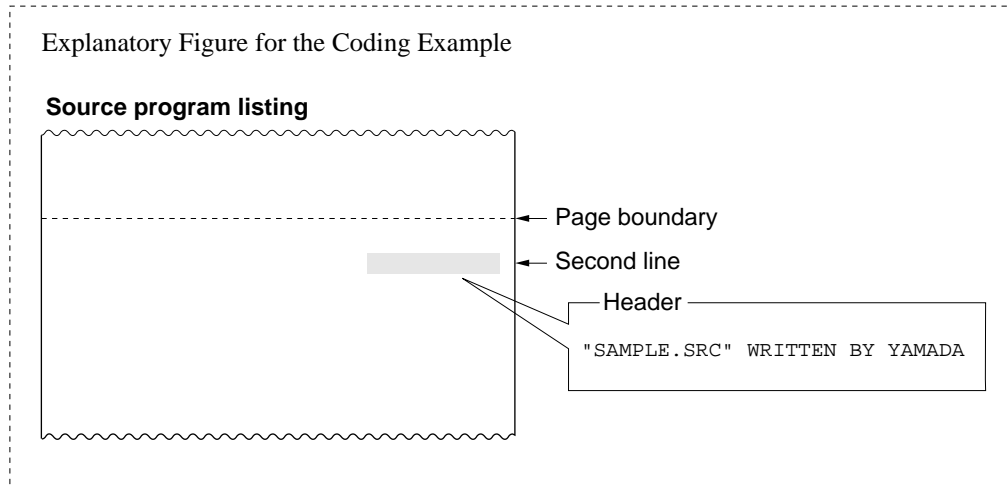 Explanatory Figure for the Coding Example
Source program listing
Page boundary
Second line
Header
"SAMPLE.SRC" WRITTEN BY YAMADA